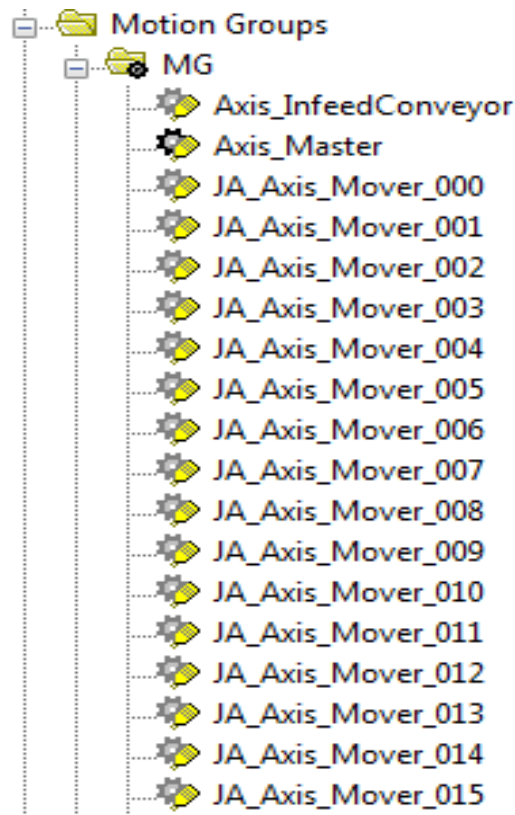 Motion Groups
MG
Axis_InfeedConveyor
Axis_Master
JA_Axis_Mover_000
JA_Axis_Mover_001
JA_Axis_Mover_002
JA_Axis_Mover_003
JA_Axis_Mover_004
JA_Axis_Mover_005
JA_Axis_Mover_006
JA_Axis_Mover_007
JA_Axis_Mover_008
JA_Axis_Mover_009
JA_Axis_Mover_010
JA_Axis_Mover_011
JA_Axis_Mover_012
JA_Axis_Mover_013
JA_Axis_Mover_014
JA_Axis_Mover_015